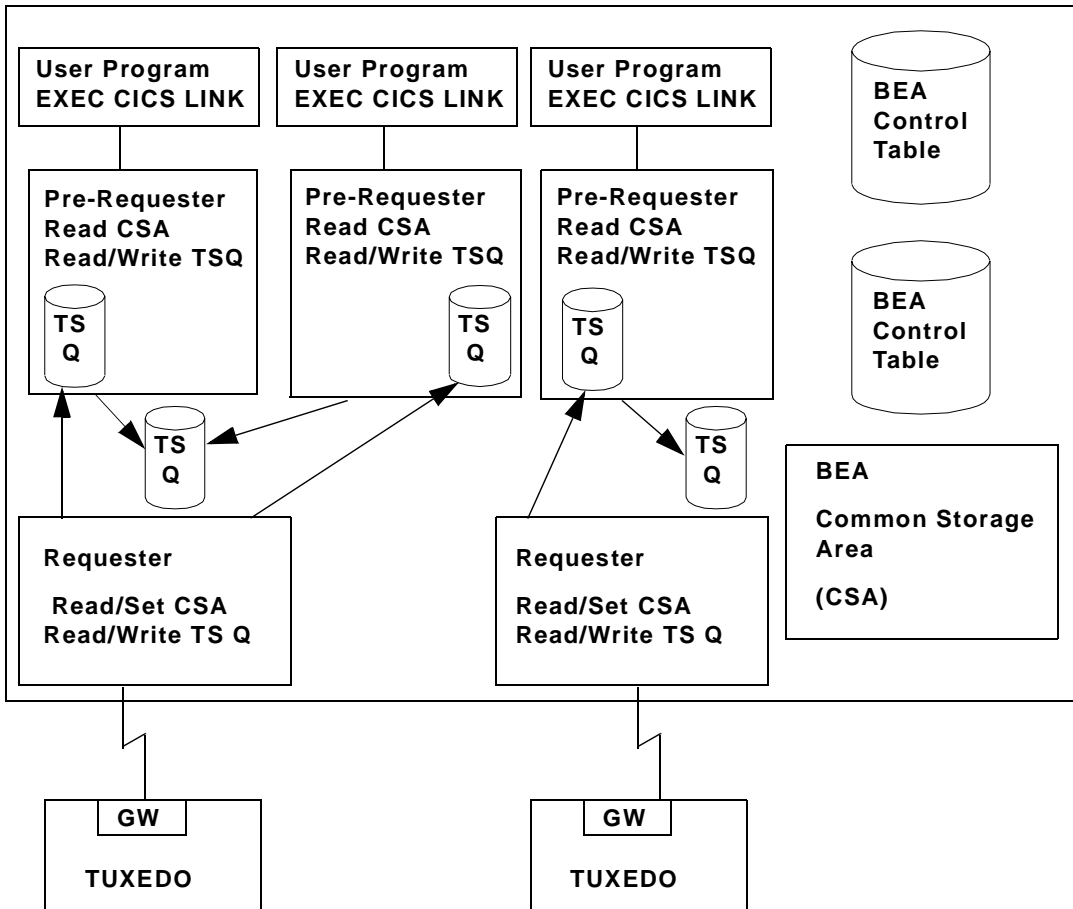 User Program
EXEC CICS LINK
User Program
EXEC CICS LINK
User Program
EXEC CICS LINK
BEA
Control
Table
Pre-Requester
Read CSA
Read/Write TSQ
TS
Q
Pre-Requester
Read CSA
Read/Write TSQ
TS
Q
Pre-Requester
Read CSA
Read/Write TSQ
TS
Q
BEA
Control
Table
TS
Q
TS
Q
BEA
Common Storage
Area
(CSA)
Requester
Read/Set CSA
Read/Write TS Q
Requester
Read/Set CSA
Read/Write TS Q
GW
TUXEDO
GW
TUXEDO